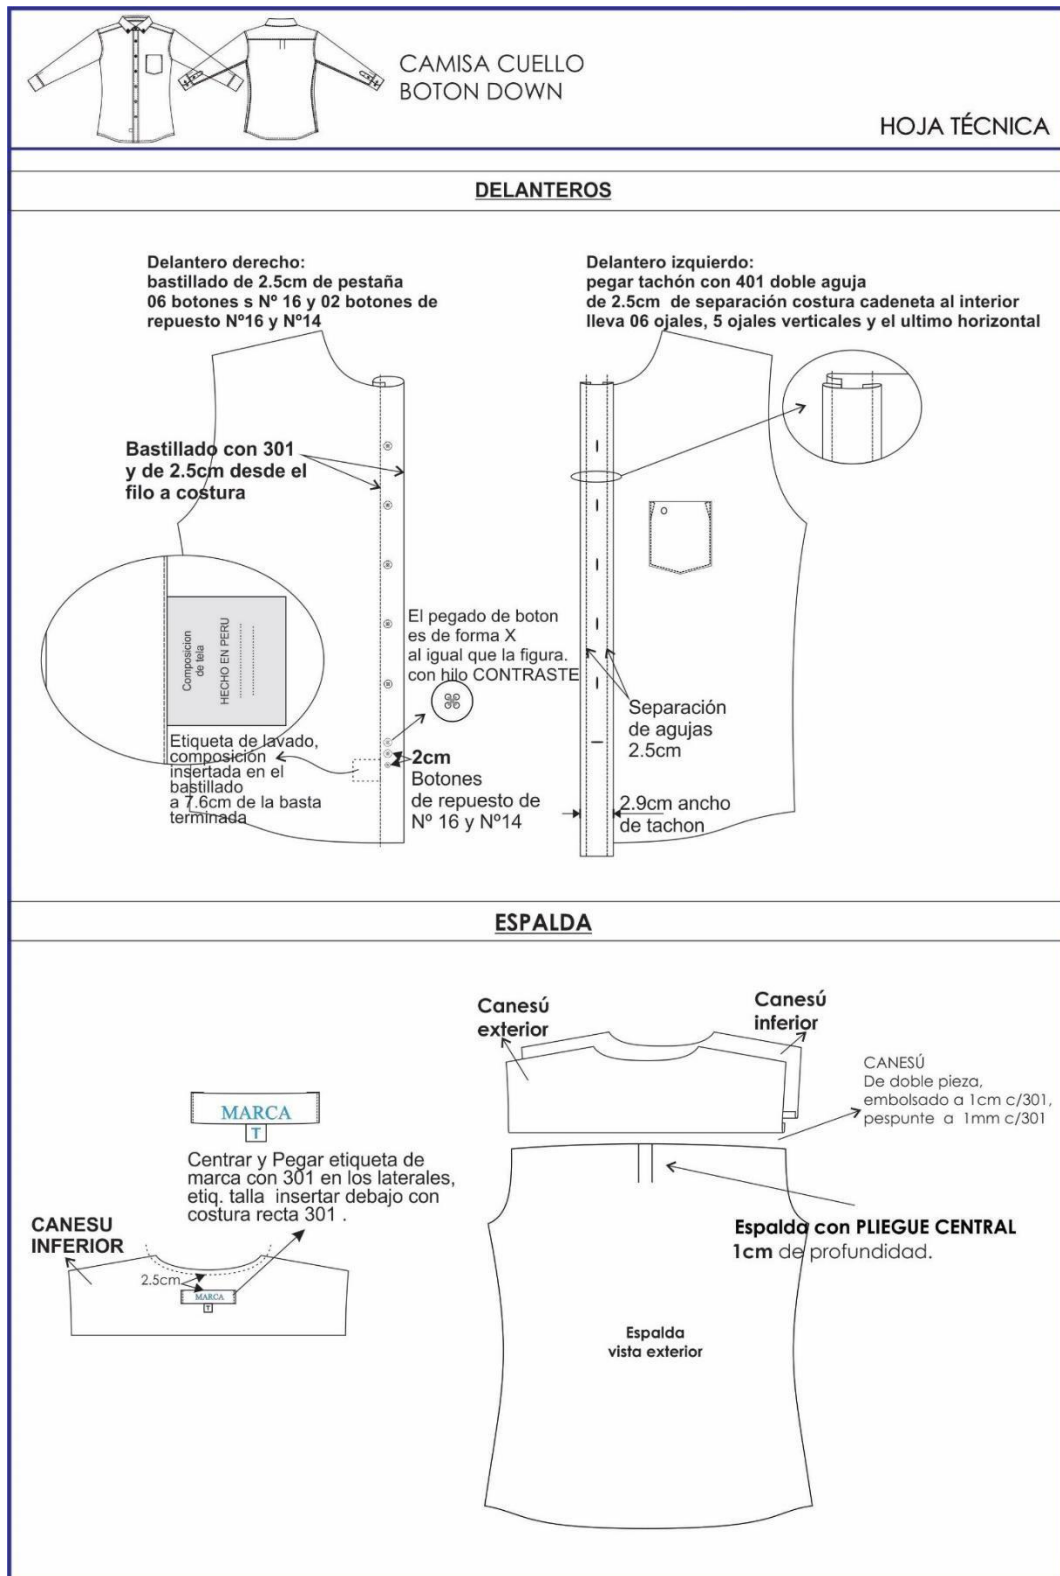 CAMISA CUELLO
BOTON DOWN
HOJA TÉCNICA
DELANTEROS
Delantero derecho:
bastillado de 2.5cm de pestaña
06 botones s Nº 16 y 02 botones de
repuesto Nº16 y Nº14
Delantero izquierdo:
pegar tachón con 401 doble aguja
de 2.5cm de separación costura cadeneta al interior
lleva 06 ojales, 5 ojales verticales y el ultimo horizontal
Bastillado con 301
y de 2.5cm desde el
filo a costura
Composicion
de tela
HECHO EN PERU
El pegado de boton
es de forma X
al igual que la figura.
con hilo CONTRASTE
Etiqueta de lavado,
composición
insertada en el
bastillado
a 7.6cm de la basta
terminada
2cm
Botones
de repuesto de
Nº 16 y Nº14
Separación
de agujas
2.5cm
2.9cm ancho
de tachon
ESPALDA
Canesú
exterior
Canesú
inferior
CANESÚ
De doble pieza,
embolsado a 1cm c/301,
pespunte a 1mm c/301
MARCA
T
Centrar y Pegar etiqueta de
marca con 301 en los laterales,
etiq. talla insertar debajo con
costura recta 301 .
CANESU
INFERIOR
2.5cm
MARCA
T
Espalda con PLIEGUE CENTRAL
1cm de profundidad.
Espalda
vista exterior